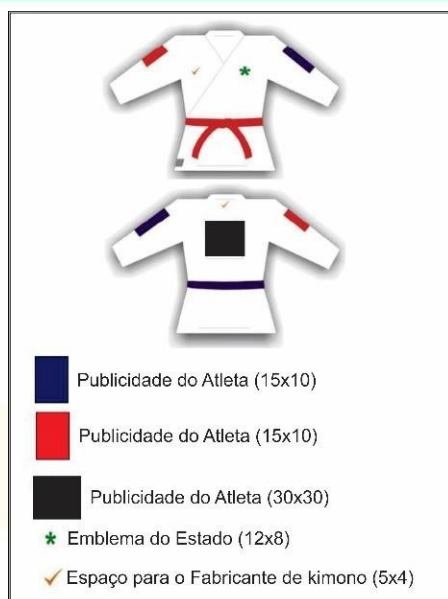 Publicidade do Atleta (15x10)
Publicidade do Atleta (15x10)
Publicidade do Atleta (30x30)
Emblema do Estado (12x8)
Espaço para o Fabricante de kimono (5x4)